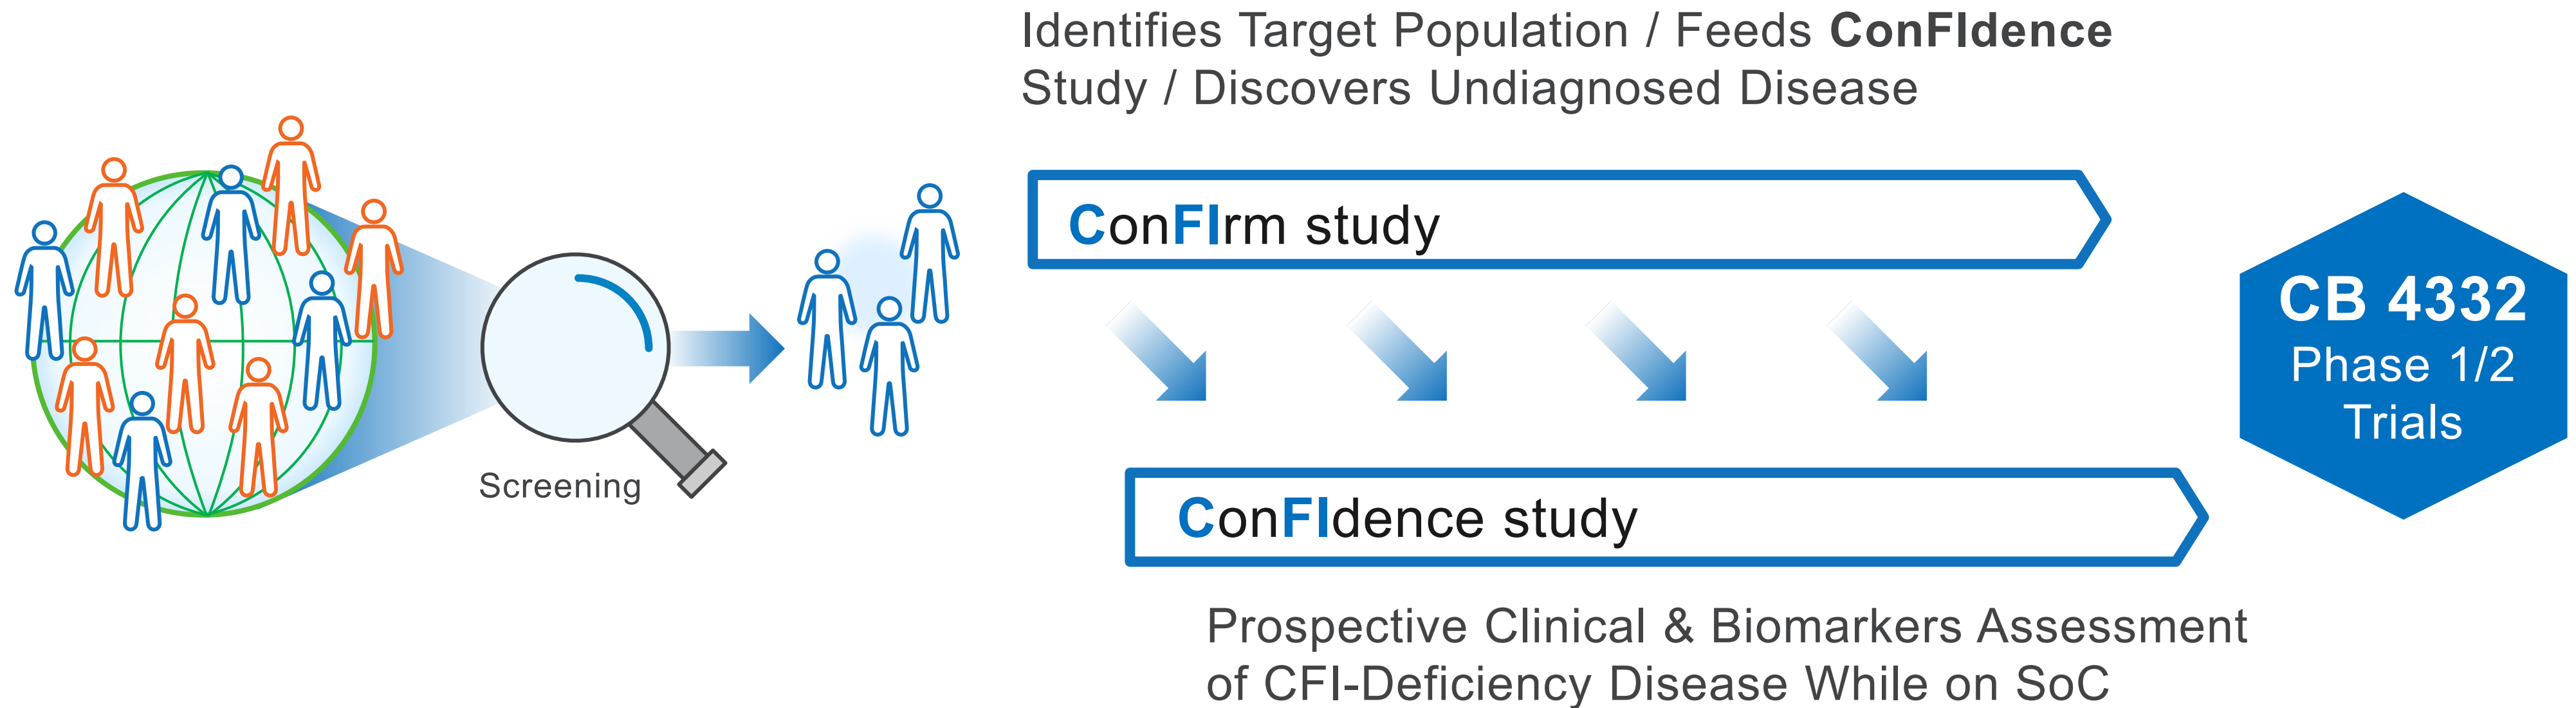 Identifies Target Population / Feeds ConFIdence
Study / Discovers Undiagnosed Disease
ConFIrm study
CB 4332
Phase 1/2
Trials
Screening
ConFIdence study
Prospective Clinical & Biomarkers Assessment
of CFI-Deficiency Disease While on SoC